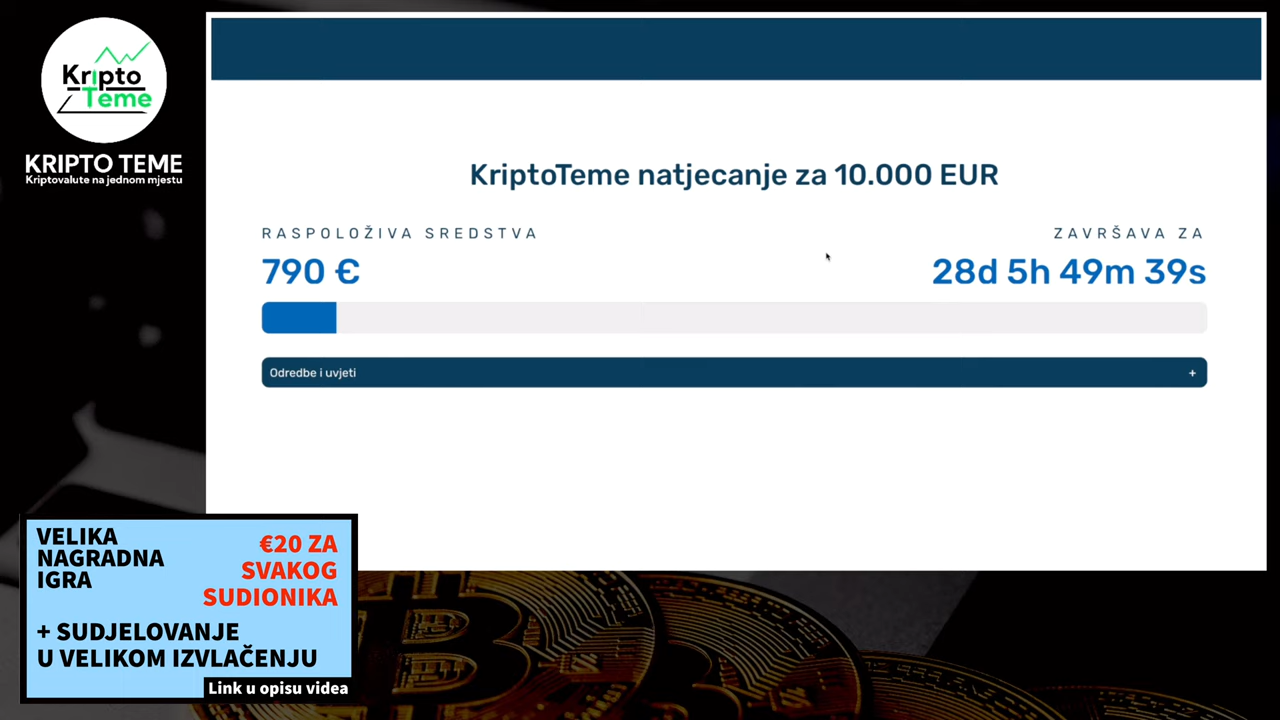 Kripto
Teme
KRIPTO TEME
Kriptovalute na jednom mjestu
KriptoTeme natjecanje za 10.000 EUR
RASPOLOŽIVA SREDSTVA
ZAVRŠAVA ZA
790 €
28d 5h 49m 39s
Odredbe i uvjeti
+
VELIKA
NAGRADNA
IGRA
€20 ZA
SVAKOG
SUDIONIKA
+ SUDJELOVANJE
U VELIKOM IZVLAČENJU
Link u opisu videa